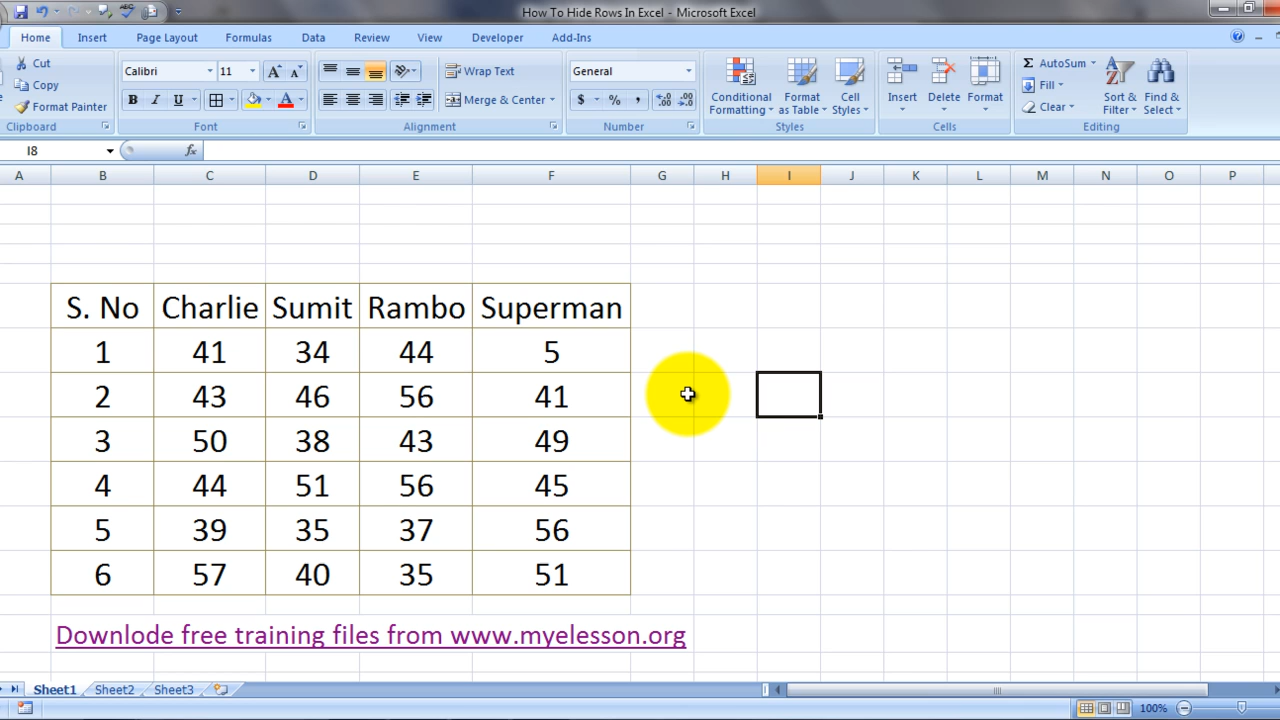 How To Hide Rows In Excel - Microsoft Excel
Home Insert Page Layout Formulas Data Review View Developer Add-Ins
Cut
Copy
Format Painter
Clipboard
Calibri 11
B I U
Font
Wrap Text
Merge & Center
Alignment
General
$ % ,
Number
Conditional Formatting
Format as Table
Cell Styles
Styles
Insert Delete Format
Cells
AutoSum
Fill
Clear
Sort & Filter
Find & Select
Editing
I8 fx
A B C D E F G H I J K L M N O P
S. No Charlie Sumit Rambo Superman
1 41 34 44 5
2 43 46 56 41
3 50 38 43 49
4 44 51 56 45
5 39 35 37 56
6 57 40 35 51
Downlode free training files from www.myelesson.org
Sheet1 Sheet2 Sheet3
100%